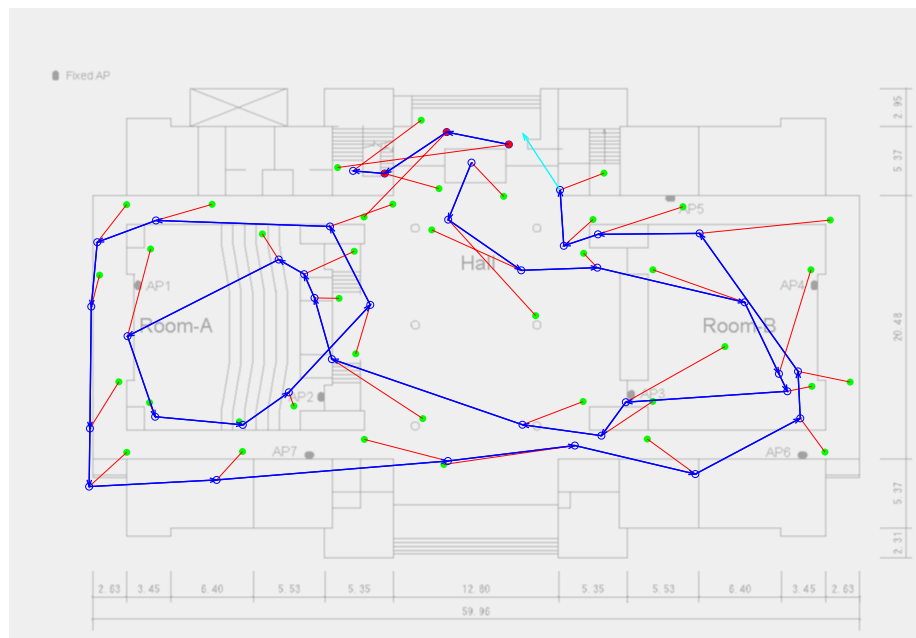 Fixed AP
2.95
5.37
AP5
Hall
AP1
AP4
Room-A
Room-B
20.48
AP2
AP3
AP7
AP6
5.37
2.31
2.63 3.45 6.40 5.53 5.35 12.80 5.35 5.53 6.40 3.45 2.63
59.96